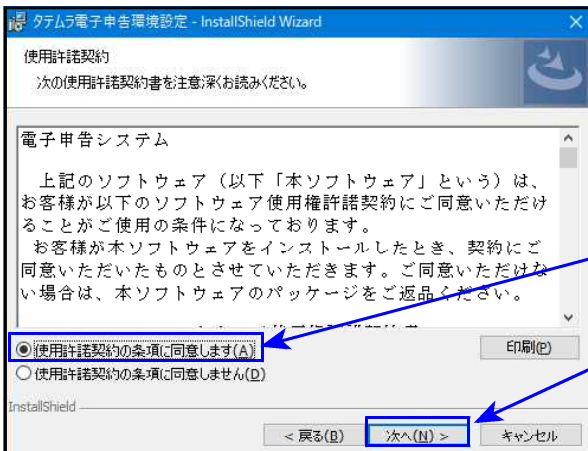 タテムラ電子申告環境設定 - InstallShield Wizard
使用許諾契約
次の使用許諾契約書を注意深くお読みください。
電子申告システム
上記のソフトウェア（以下「本ソフトウェア」という）は、
お客様が以下のソフトウェア使用権許諾契約にご同意いただけ
ることがご使用の条件になっております。
お客様が本ソフトウェアをインストールしたとき、契約にご
同意いただいたものとさせていただきます。ご同意いただけな
い場合は、本ソフトウェアのパッケージをご返品ください。
使用許諾契約の条項に同意します(A)
印刷(P)
使用許諾契約の条項に同意しません(D)
InstallShield
< 戻る(B)
次へ(N) >
キャンセル